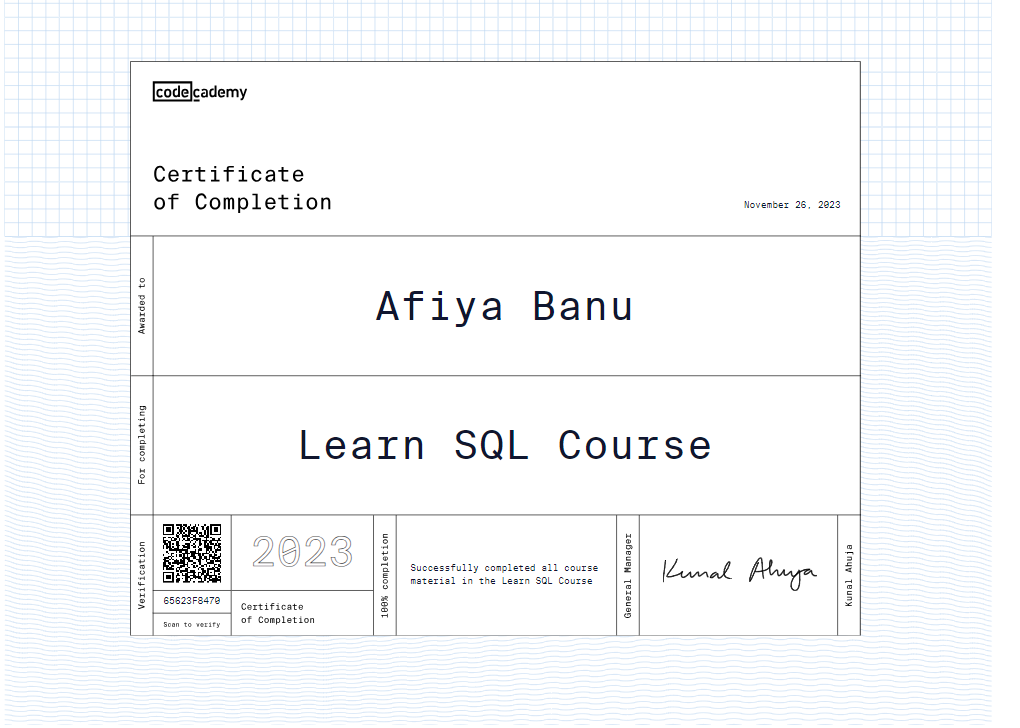 codecademy
Certificate
of Completion
November 26, 2023
Awarded to
Afiya Banu
For completing
Learn SQL Course
Verification
65623F8470
Scan to verify
2023
Certificate
of Completion
100% completion
Successfully completed all course
material in the Learn SQL Course
General Manager
Kunal Ahuja
Kunal Ahuja